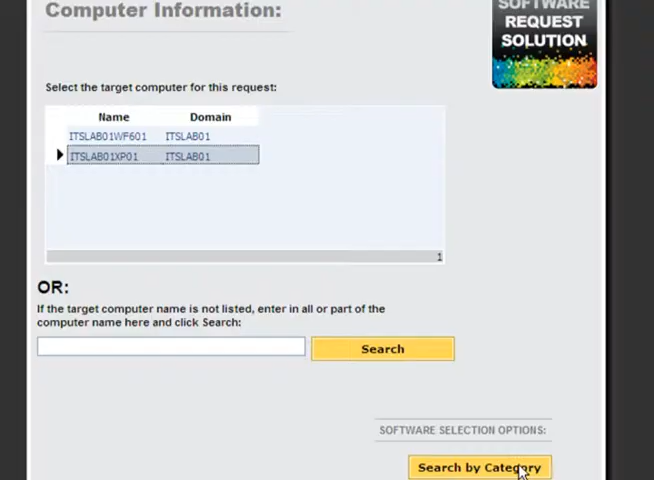 Computer Information:
SOFTWARE
REQUEST
SOLUTION
Select the target computer for this request:
Name Domain
ITSLAB01WF601 ITSLAB01
ITSLAB01XP01 ITSLAB01
1
OR:
If the target computer name is not listed, enter in all or part of the
computer name here and click Search:
Search
SOFTWARE SELECTION OPTIONS:
Search by Category